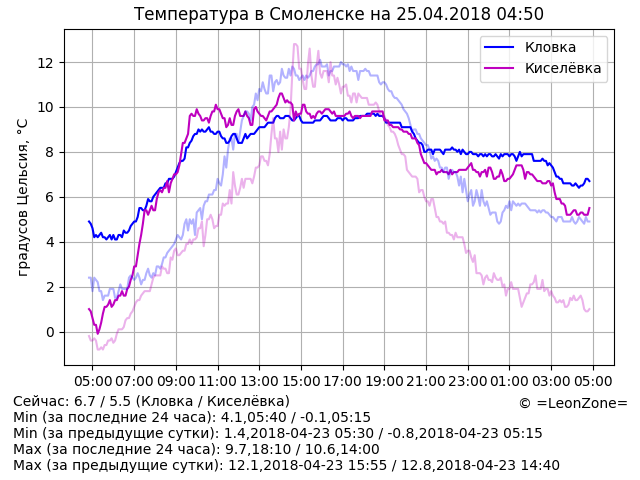 Температура в Смоленске на 25.04.2018 04:50
Кловка
Киселёвка
градусов Цельсия, °C
12
10
8
6
4
2
0
05:00 07:00 09:00 11:00 13:00 15:00 17:00 19:00 21:00 23:00 01:00 03:00 05:00
Сейчас: 6.7 / 5.5 (Кловка / Киселёвка)
© =LeonZone=
Min (за последние 24 часа): 4.1,05:40 / -0.1,05:15
Min (за предыдущие сутки): 1.4,2018-04-23 05:30 / -0.8,2018-04-23 05:15
Max (за последние 24 часа): 9.7,18:10 / 10.6,14:00
Max (за предыдущие сутки): 12.1,2018-04-23 15:55 / 12.8,2018-04-23 14:40